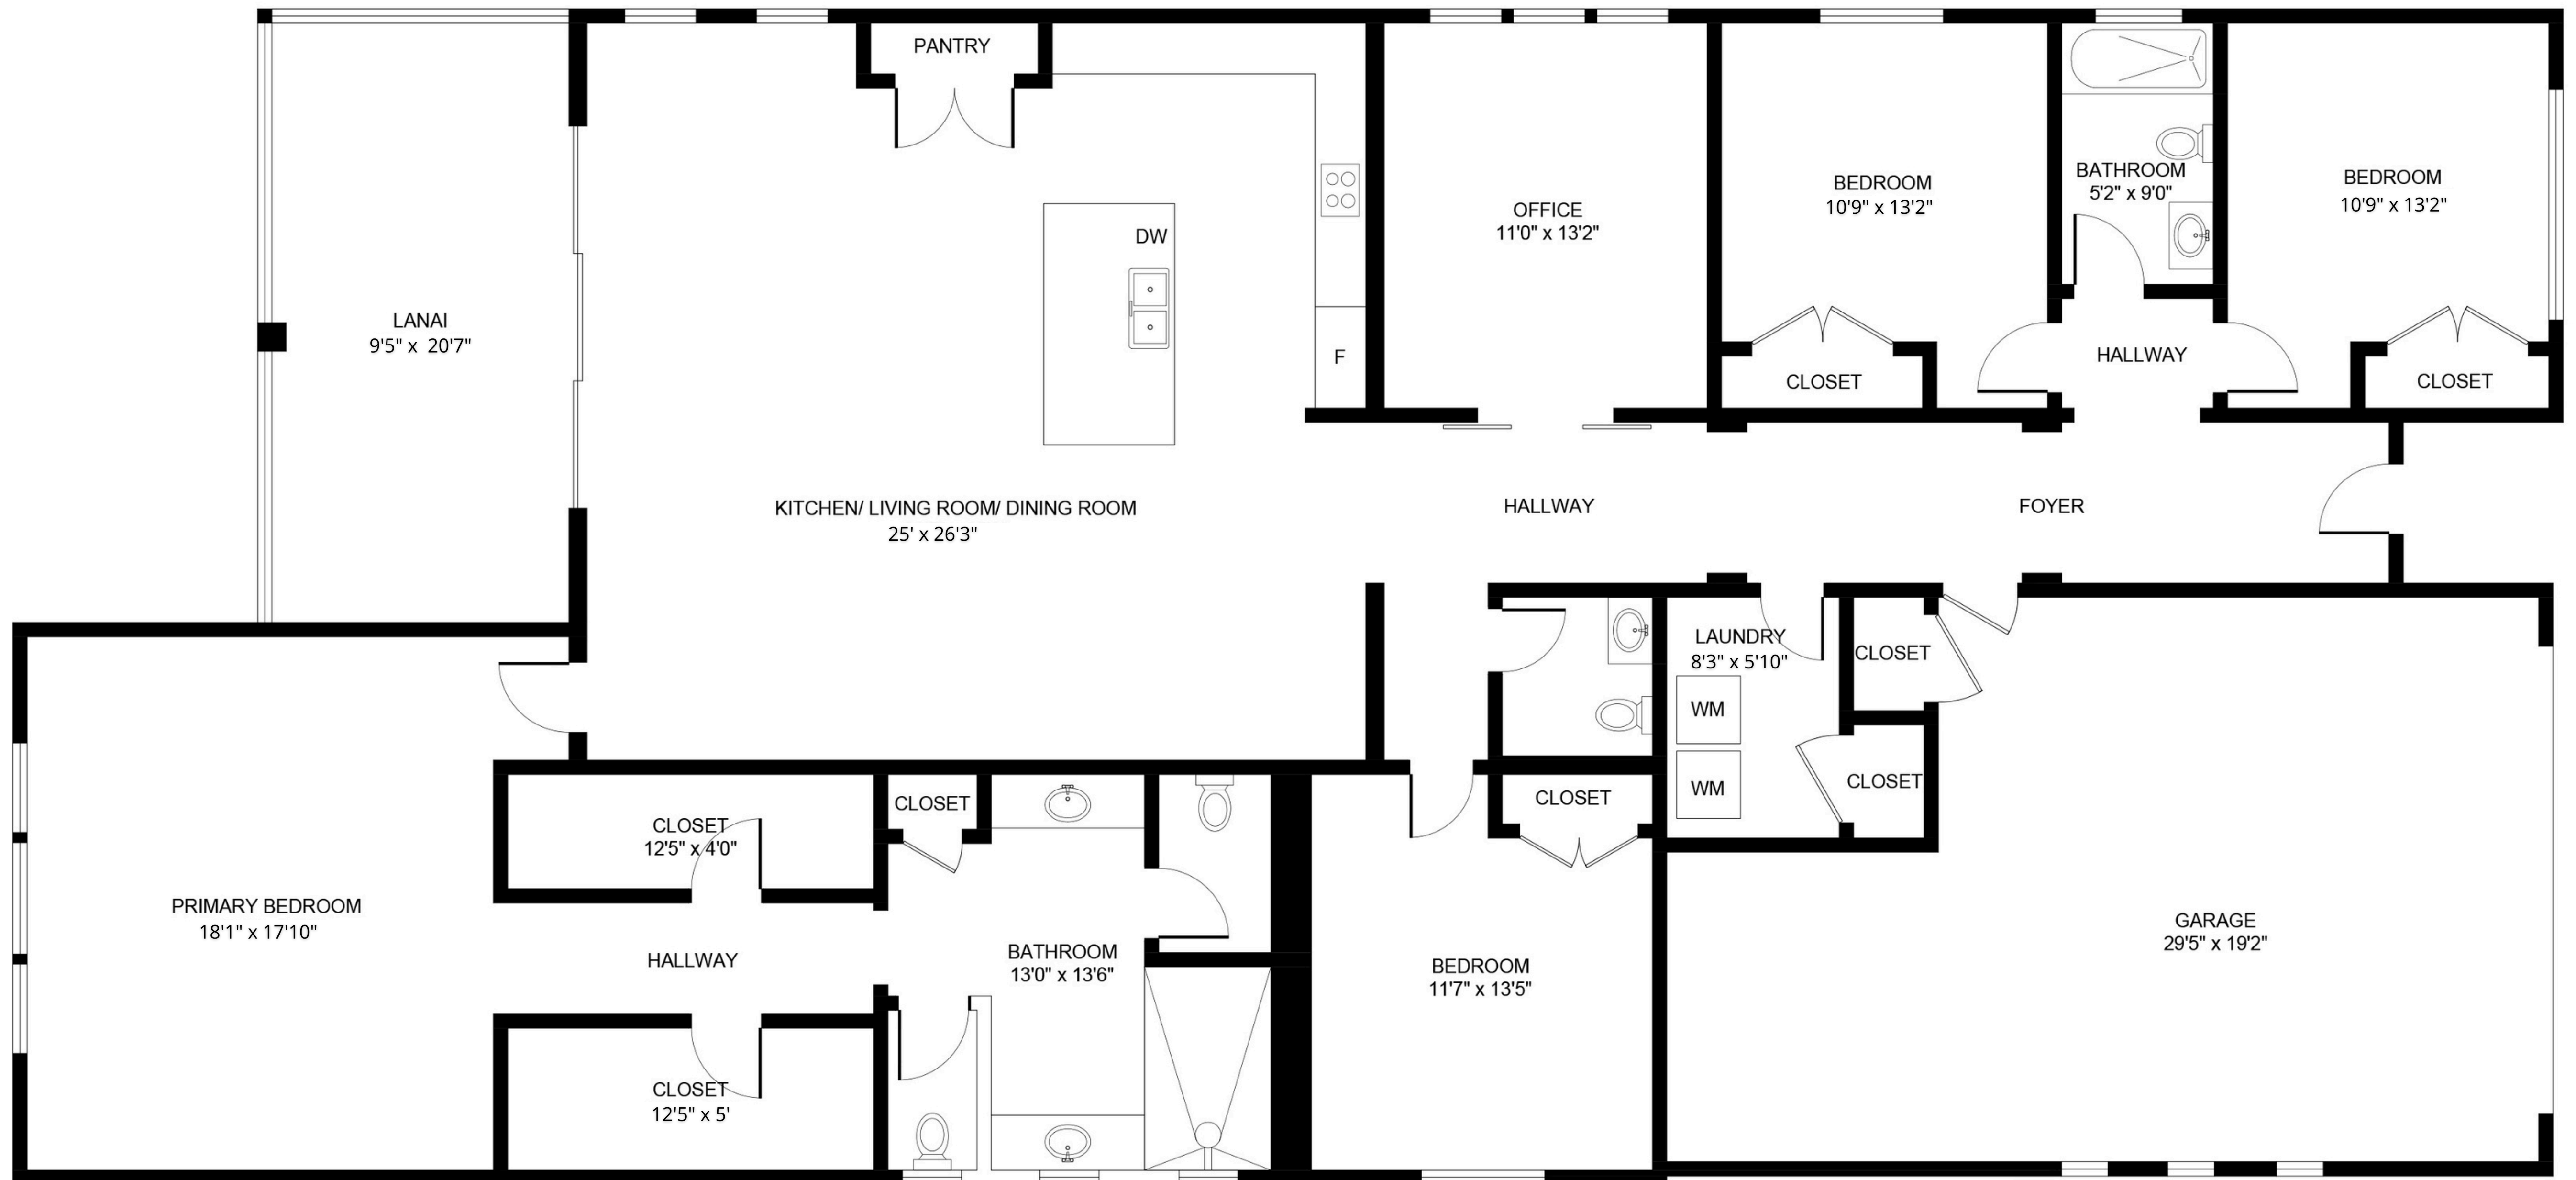 PANTRY
DW
F
LANAI
9'5" x 20'7"
KITCHEN/ LIVING ROOM/ DINING ROOM
25' x 26'3"
OFFICE
11'0" x 13'2"
BEDROOM
10'9" x 13'2"
CLOSET
BATHROOM
5'2" x 9'0"
HALLWAY
BEDROOM
10'9" x 13'2"
CLOSET
HALLWAY
FOYER
LAUNDRY
8'3" x 5'10"
WM
WM
CLOSET
CLOSET
PRIMARY BEDROOM
18'1" x 17'10"
CLOSET
12'5" x 4'0"
HALLWAY
CLOSET
12'5" x 5'
CLOSET
BATHROOM
13'0" x 13'6"
CLOSET
BEDROOM
11'7" x 13'5"
GARAGE
29'5" x 19'2"